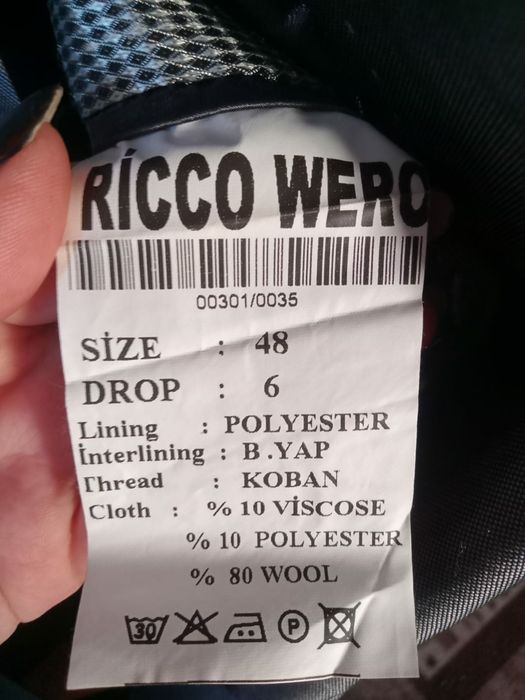 RİCCO WERO
00301/0035
SİZE : 48
DROP : 6
Lining : POLYESTER
İnterlining : B.YAP
Thread : KOBAN
Cloth : % 10 VİSCOSE
% 10 POLYESTER
% 80 WOOL
30 P